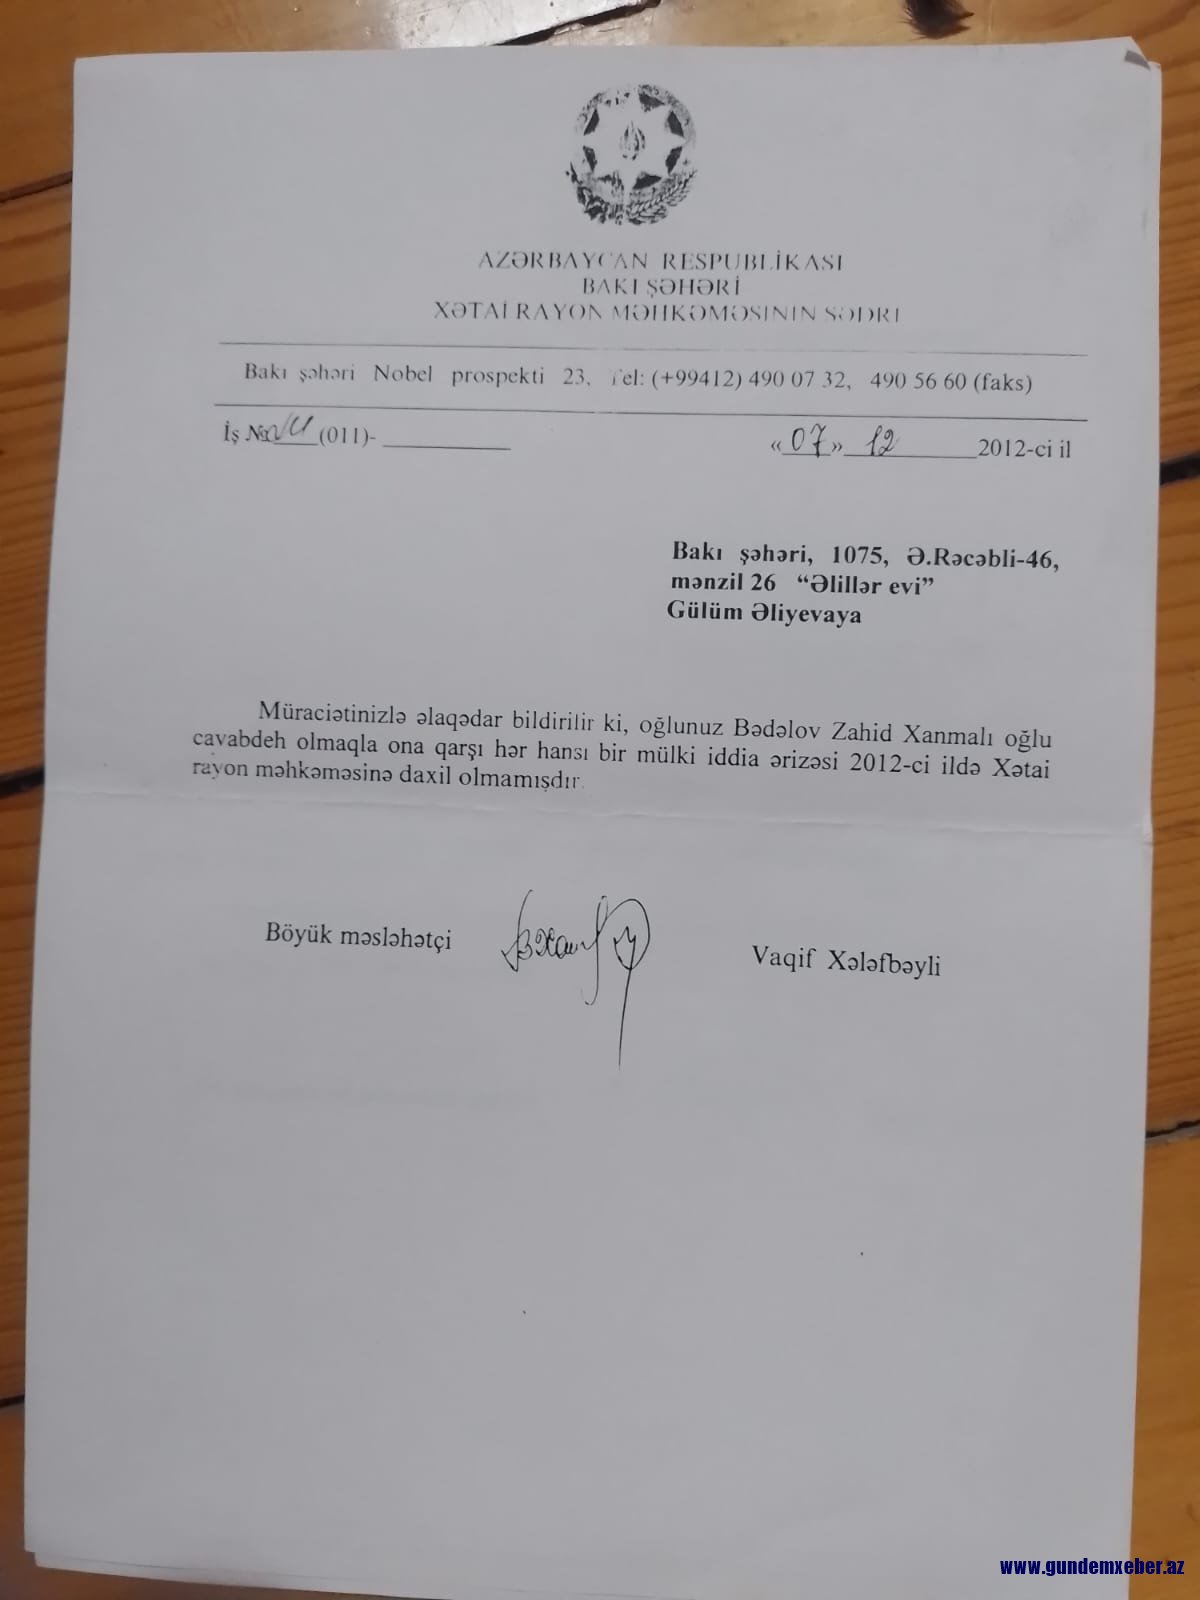 AZƏRBAYCAN RESPUBLİKASI
BAKI ŞƏHƏRİ
XƏTAİ RAYON MƏHKƏMƏSİNİN SƏDRİ
Bakı şəhəri Nobel prospekti 23, Tel: (+99412) 490 07 32, 490 56 60 (faks)
İş № (011)- «07» 12 2012-ci il
Bakı şəhəri, 1075, Ə.Rəcəbli-46,
mənzil 26 “Əlillər evi”
Gülüm Əliyevaya
Müraciətinizlə əlaqədar bildirilir ki, oğlunuz Bədəlov Zahid Xanmalı oğlu
cavabdeh olmaqla ona qarşı hər hansı bir mülki iddia ərizəsi 2012-ci ildə Xətai
rayon məhkəməsinə daxil olmamışdır.
Böyük məsləhətçi Vaqif Xələfbəyli
www.gundemxeber.az